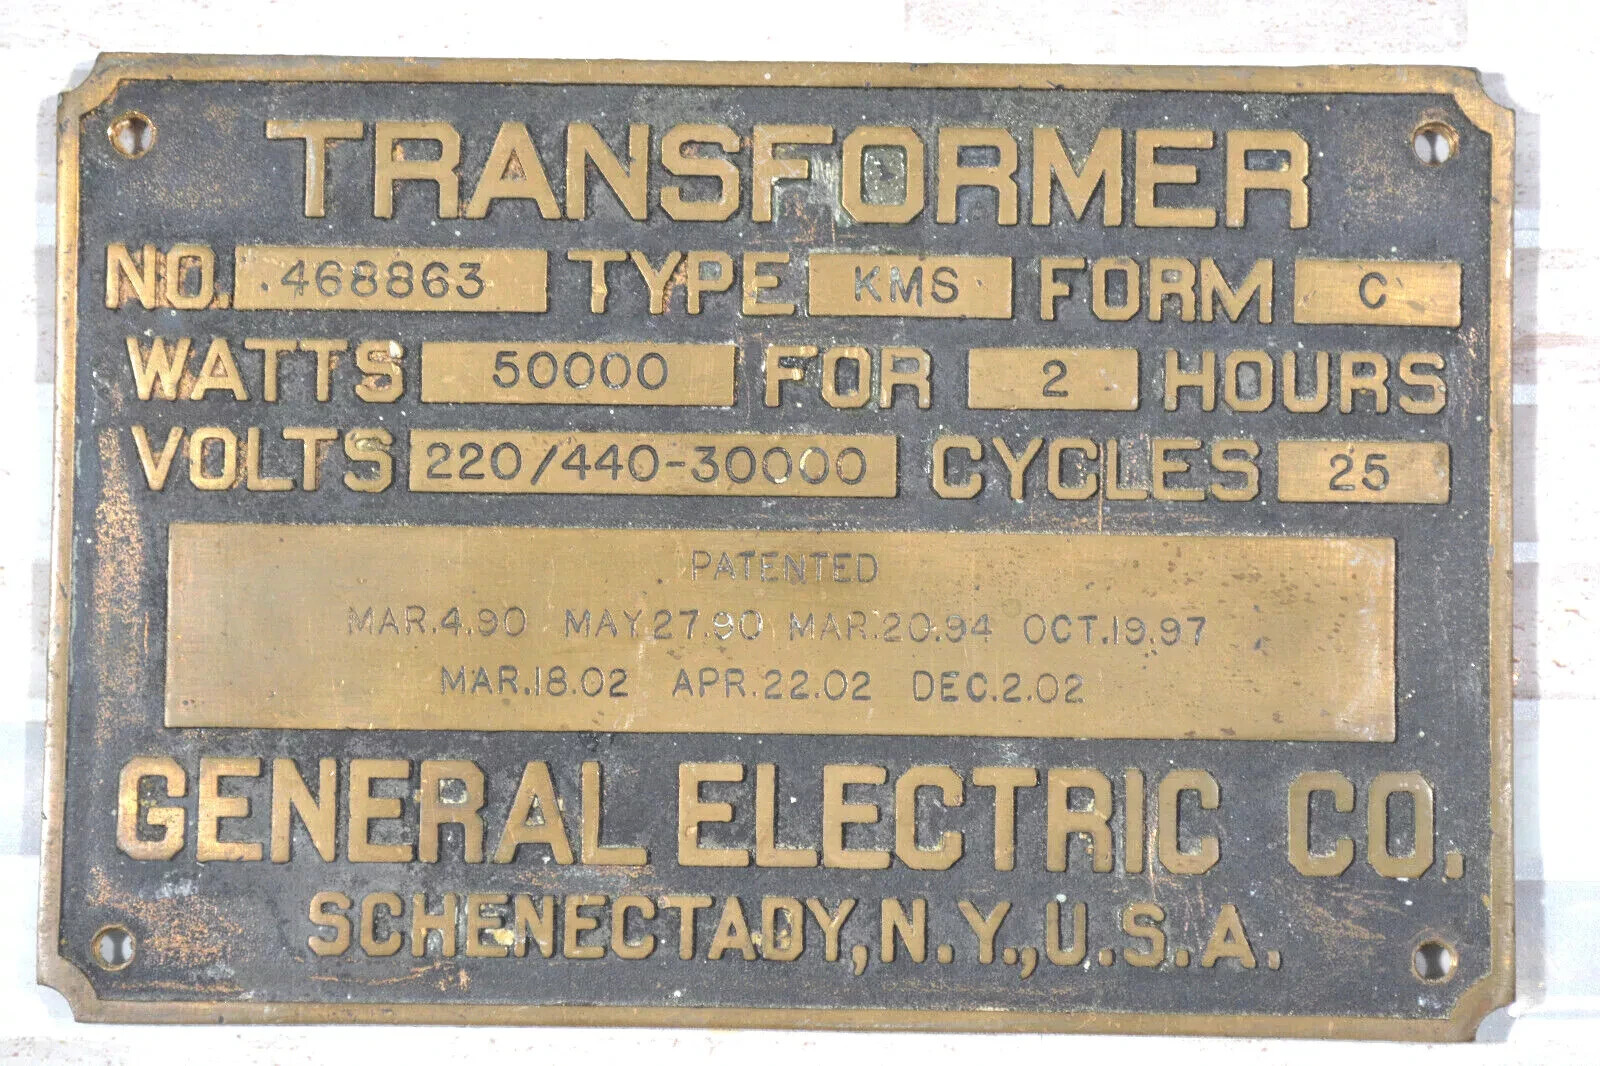 TRANSFORMER
NO. 468863 TYPE KMS FORM C
WATTS 50000 FOR 2 HOURS
VOLTS 220/440-30000 CYCLES 25
PATENTED
MAR.4.90 MAY.27.90 MAR.20.94 OCT.19.97
MAR.18.02 APR.22.02 DEC.2.02
GENERAL ELECTRIC CO.
SCHENECTADY, N.Y., U.S.A.